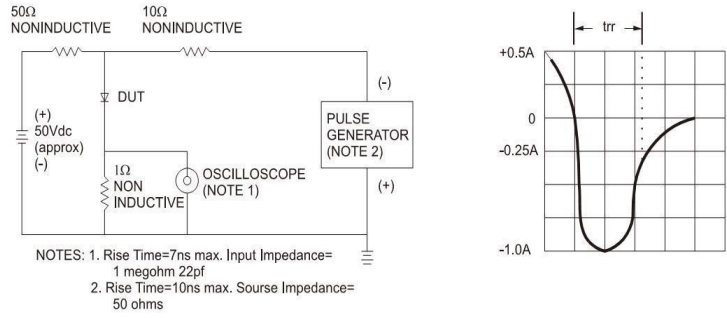 50Ω
NONINDUCTIVE
10Ω
NONINDUCTIVE
(+)
50Vdc
(approx)
(-)
DUT
1Ω
NON
INDUCTIVE
OSCILLOSCOPE
(NOTE 1)
(-)
PULSE
GENERATOR
(NOTE 2)
(+)
NOTES: 1. Rise Time=7ns max. Input Impedance=
1 megohm 22pf
2. Rise Time=10ns max. Sourse Impedance=
50 ohms
trr
+0.5A
0
-0.25A
-1.0A